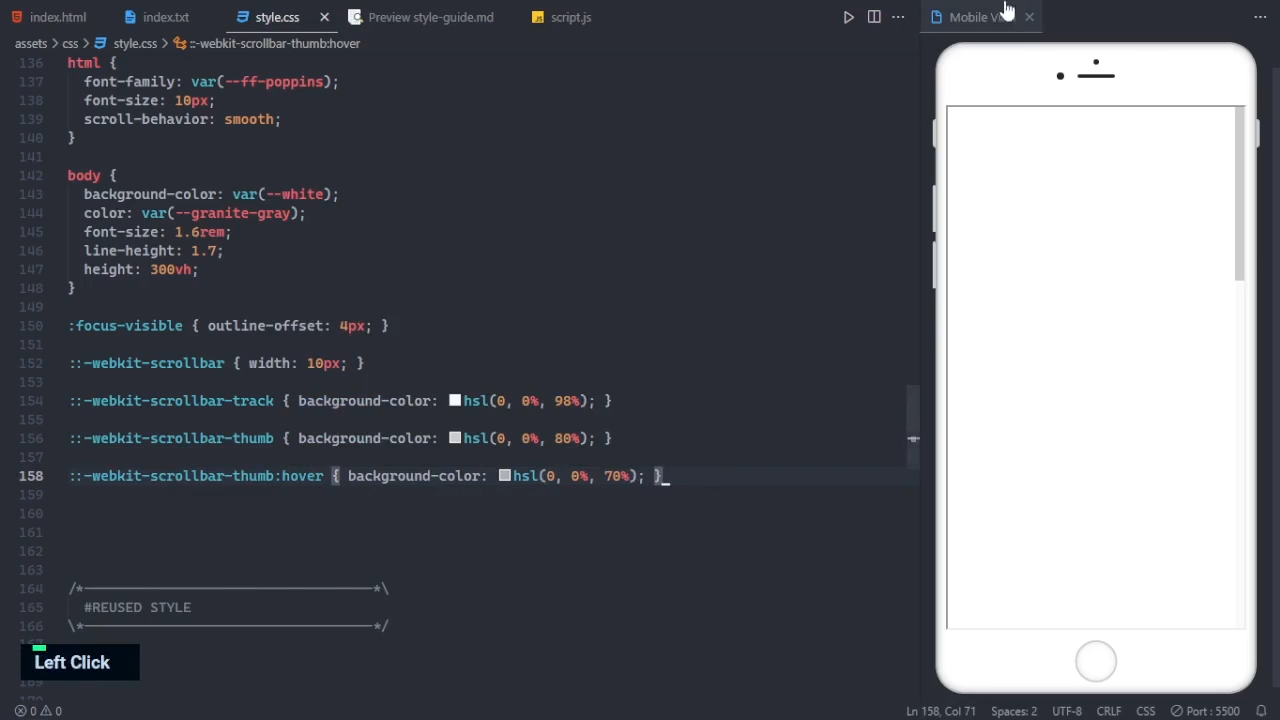 index.html
index.txt
style.css
Preview style-guide.md
script.js
assets > css > style.css > ::-webkit-scrollbar-thumb:hover
136 html {
137 font-family: var(--ff-poppins);
138 font-size: 10px;
139 scroll-behavior: smooth;
140 }
141
142 body {
143 background-color: var(--white);
144 color: var(--granite-gray);
145 font-size: 1.6rem;
146 line-height: 1.7;
147 height: 300vh;
148 }
149
150 :focus-visible { outline-offset: 4px; }
151
152 ::-webkit-scrollbar { width: 10px; }
153
154 ::-webkit-scrollbar-track { background-color: hsl(0, 0%, 98%); }
155
156 ::-webkit-scrollbar-thumb { background-color: hsl(0, 0%, 80%); }
157
158 ::-webkit-scrollbar-thumb:hover { background-color: hsl(0, 0%, 70%); }
159
160
161
162
163
164 /*-----------------------------------*\
165 #REUSED STYLE
166 \*-----------------------------------*/
Left Click
Mobile
0 0
Ln 158, Col 71
Spaces: 2
UTF-8
CRLF
CSS
Port : 5500